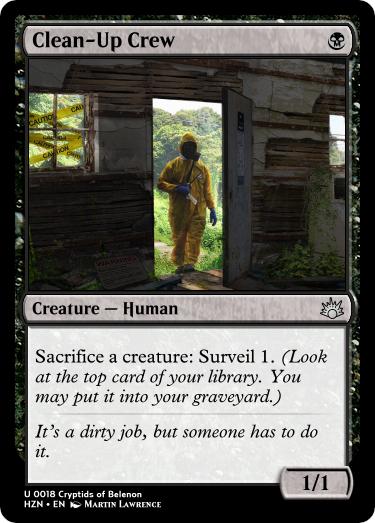 Clean-Up Crew
CAUTION
CAUTION
Creature — Human
Sacrifice a creature: Surveil 1. (Look
at the top card of your library. You
may put it into your graveyard.)
It's a dirty job, but someone has to do
it.
1/1
U 0018 Cryptids of Belenon
HZN • EN Martin Lawrence